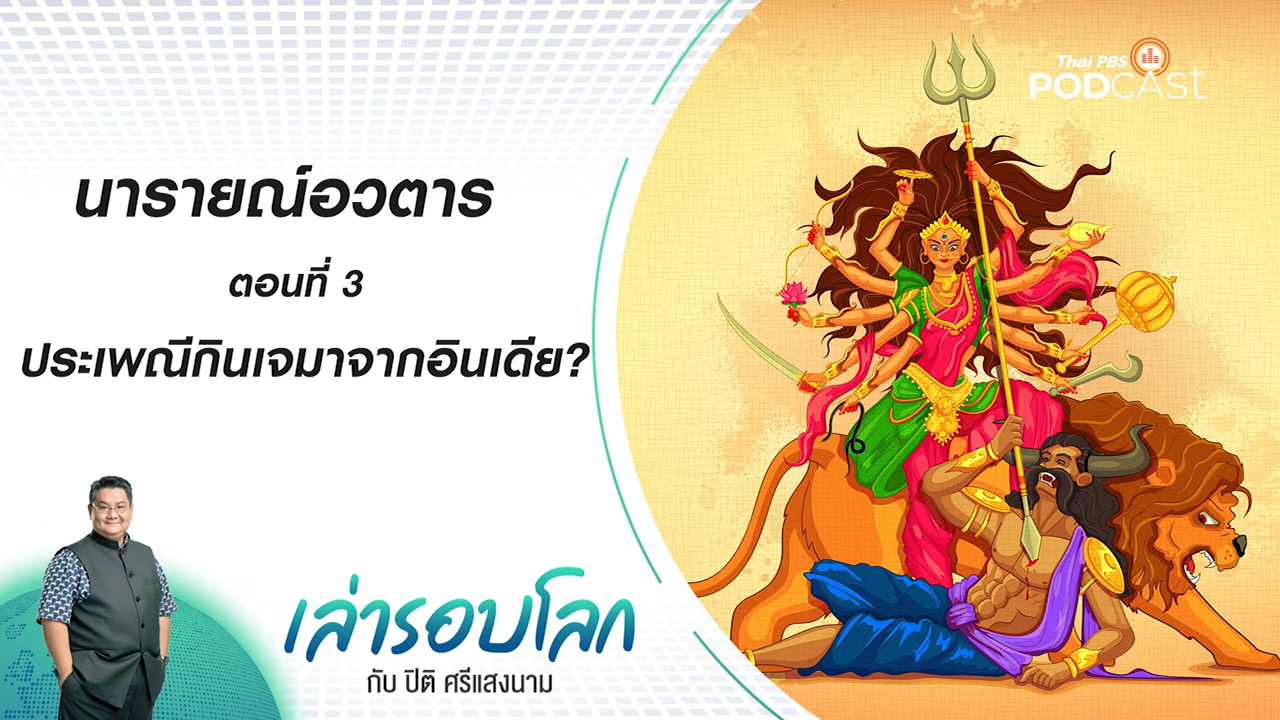 นารายณ์อวตาร
ตอนที่ 3
ประเพณีกินเจมาจากอินเดีย?
เล่ารอบโลก
กับ ปิติ ศรีแสงนาม
Thai PBS
PODCAST